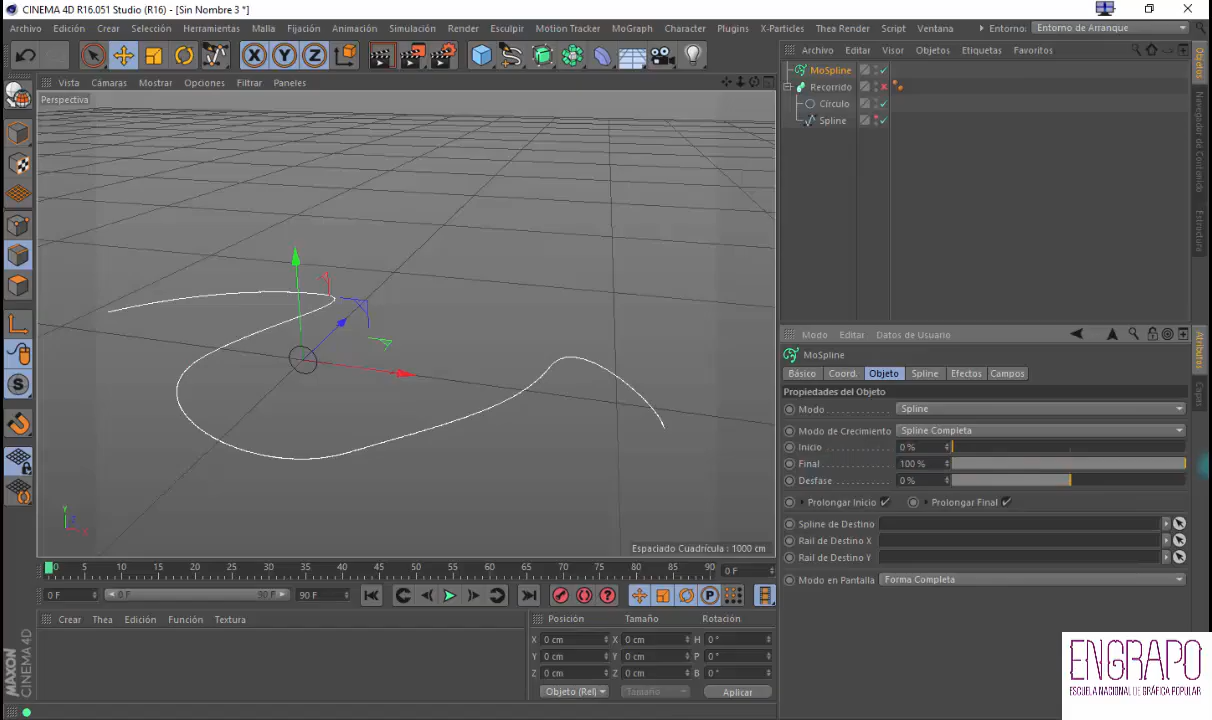 CINEMA 4D R16.051 Studio (R16) - [Sin Nombre 3 *]
Archivo Edición Crear Selección Herramientas Malla Fijación Animación Simulación Render Esculpir Motion Tracker MoGraph Character Plugins X-Particles Thea Render Script Ventana Entorno: Entorno de Arranque
X Y Z
Archivo Editar Visor Objetos Etiquetas Favoritos
Vista Cámaras Mostrar Opciones Filtrar Paneles
Perspectiva
MoSpline
Recorrido
Círculo
Spline
Objetos
Navegador de Contenido
Estructura
Modo Editar Datos de Usuario
MoSpline
Básico Coord. Objeto Spline Efectos Campos
Propiedades del Objeto
Modo Spline
Modo de Crecimiento Spline Completa
Inicio 0 %
Final 100 %
Desfase 0 %
Prolongar Inicio Prolongar Final
Spline de Destino
Rail de Destino X
Rail de Destino Y
Modo en Pantalla Forma Completa
Atributos
Capas
Y
Z
X
Espaciado Cuadrícula : 1000 cm
0 5 10 15 20 25 30 35 40 45 50 55 60 65 70 75 80 85 90 0 F
0 F 0 F 90 F 90 F
Crear Thea Edición Función Textura
Posición Tamaño Rotación
X 0 cm X 0 cm H 0 °
Y 0 cm Y 0 cm P 0 °
Z 0 cm Z 0 cm B 0 °
Objeto (Rel) Tamaño Aplicar
MAXON CINEMA 4D
ENGRAPO
ESCUELA NACIONAL DE GRÁFICA POPULAR